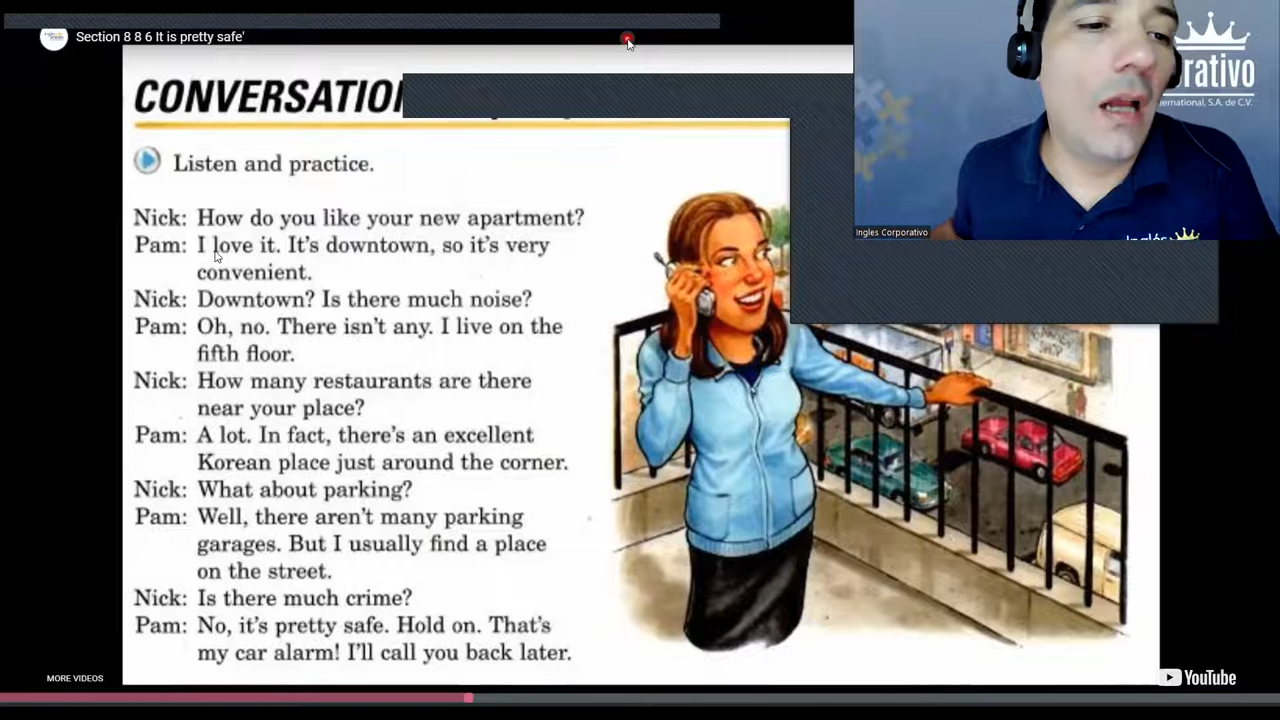 Section 8 8 6 It is pretty safe'
rativo
ternational, S.A. de C.V.
CONVERSATIO
Listen and practice.
Nick: How do you like your new apartment?
Pam: I love it. It's downtown, so it's very
convenient.
Nick: Downtown? Is there much noise?
Pam: Oh, no. There isn't any. I live on the
fifth floor.
Nick: How many restaurants are there
near your place?
Pam: A lot. In fact, there's an excellent
Korean place just around the corner.
Nick: What about parking?
Pam: Well, there aren't many parking
garages. But I usually find a place
on the street.
Nick: Is there much crime?
Pam: No, it's pretty safe. Hold on. That's
my car alarm! I'll call you back later.
Ingles Corporativo
Inglés
SHOP
MORE VIDEOS
YouTube